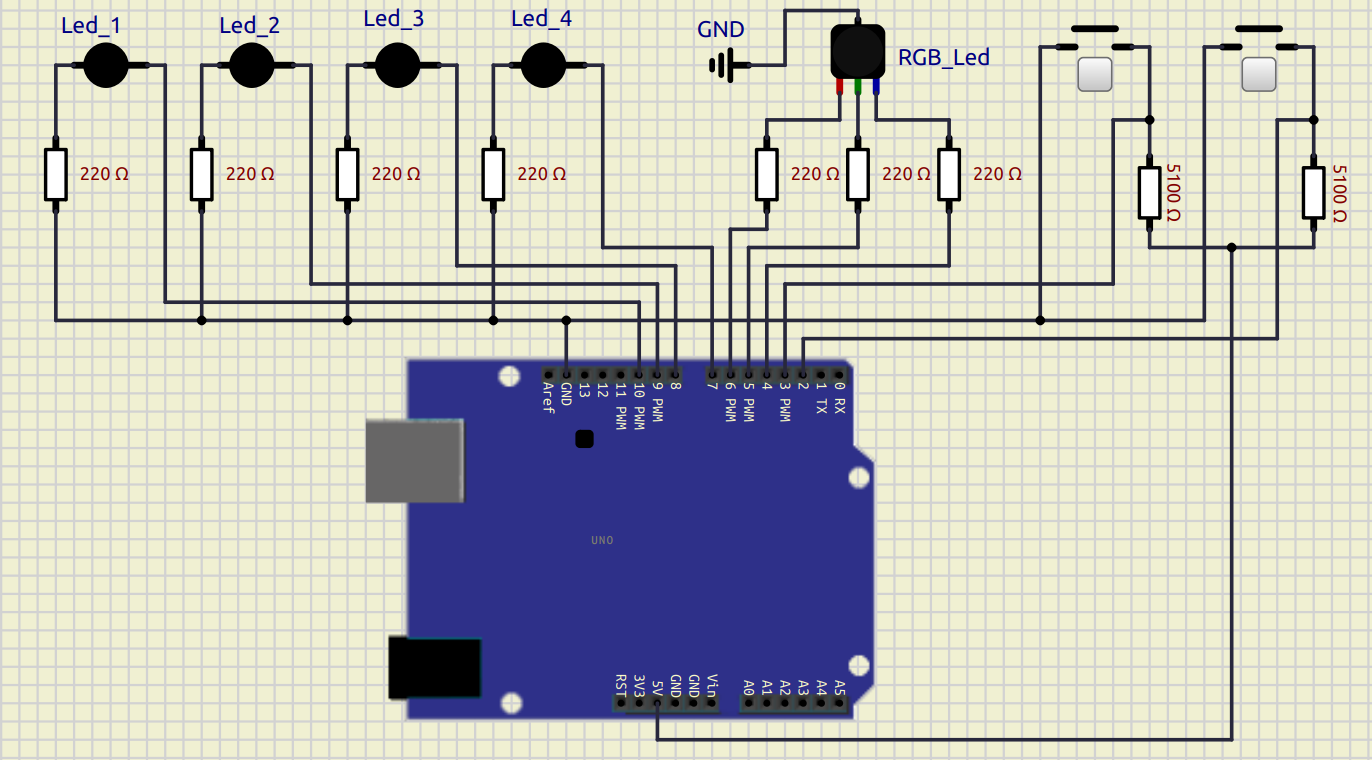 Led_1
Led_2
Led_3
Led_4
GND
RGB_Led
220 Ω
220 Ω
220 Ω
220 Ω
220 Ω
220 Ω
220 Ω
5100 Ω
5100 Ω
Aref
GND
13
12
11 PWM
10 PWM
9 PWM
8
7
6 PWM
5 PWM
4
3 PWM
2
1 TX
0 RX
UNO
RST
3V3
5V
GND
GND
Vin
A0
A1
A2
A3
A4
A5